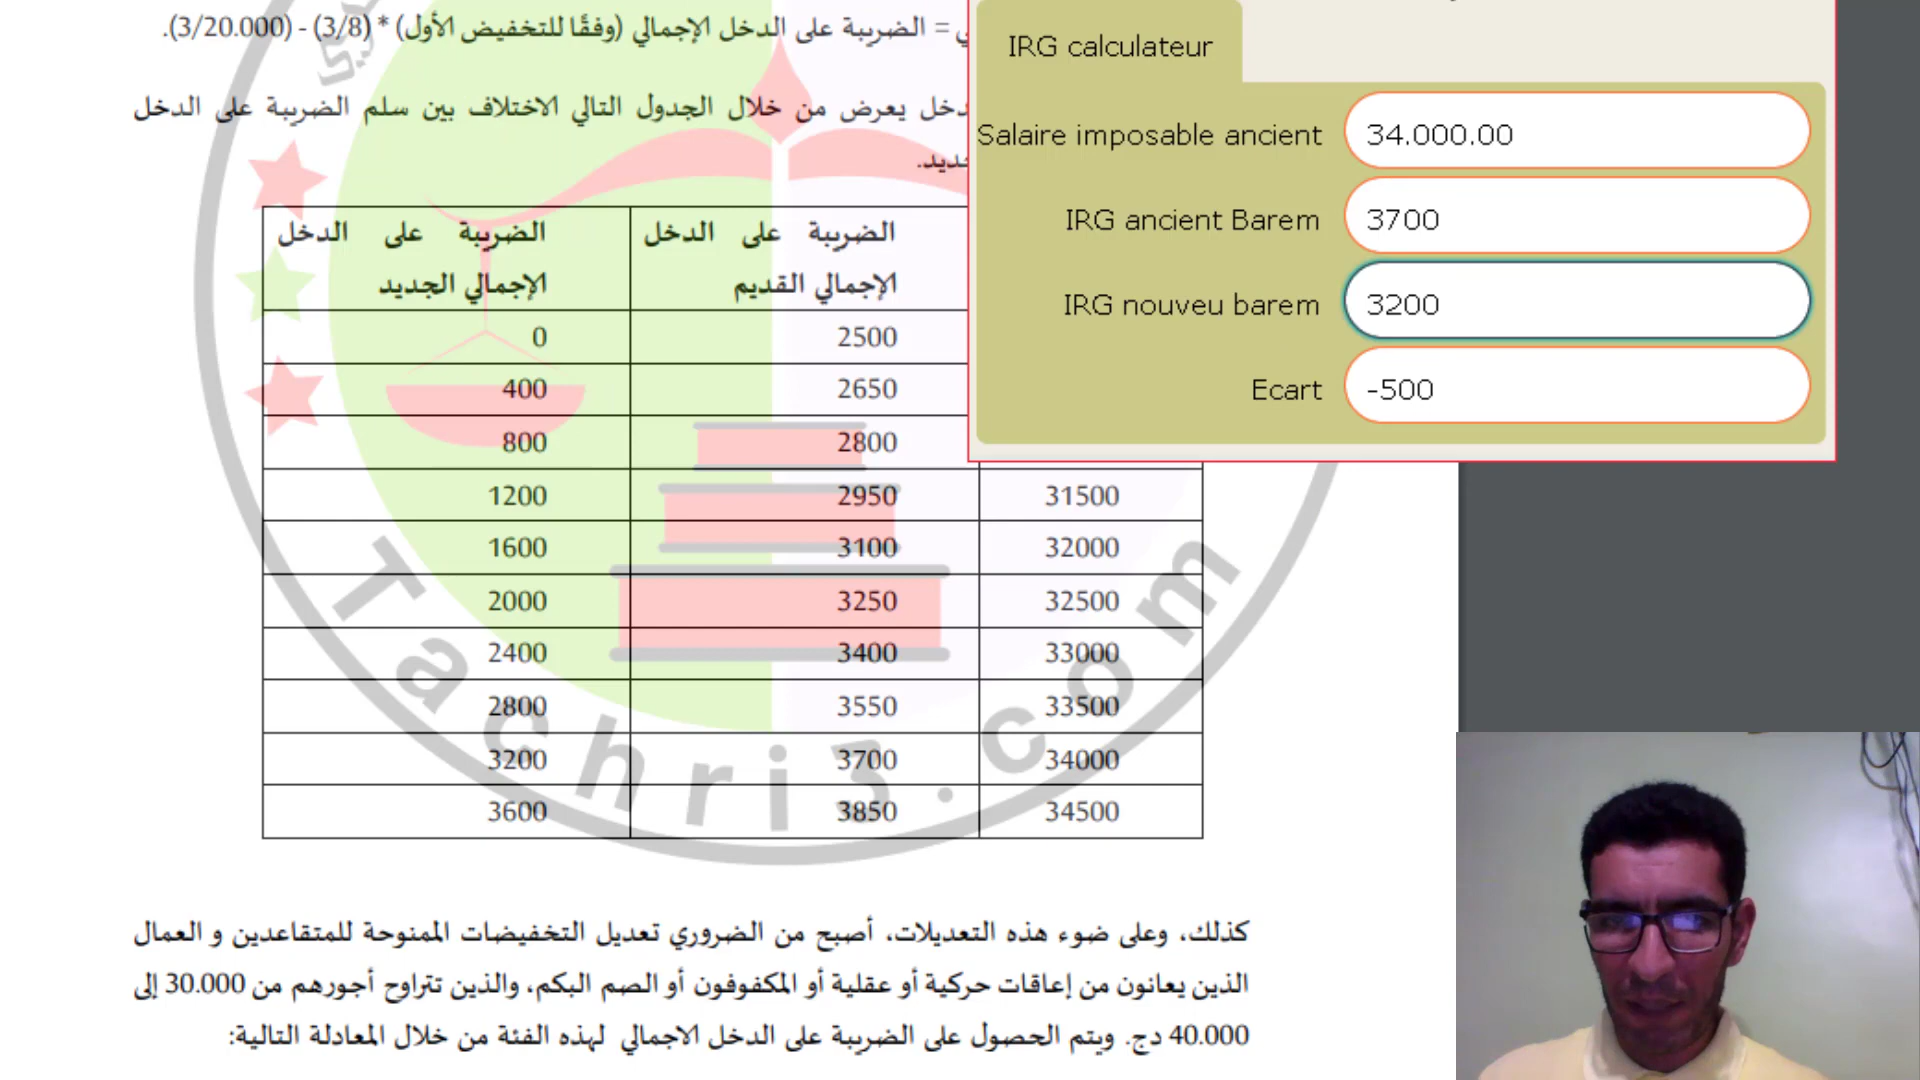 ي = الضريبة على الدخل الإجمالي (وفقًا للتخفيض الأول) * (3/8) - (3/20.000).
دخل يعرض من خلال الجدول التالي الاختلاف بين سلم الضريبة على الدخل
جديد.
الضريبة على الدخل الضريبة على الدخل
الإجمالي القديم الإجمالي الجديد
2500 0
2650 400
2800 800
31500 2950 1200
32000 3100 1600
32500 3250 2000
33000 3400 2400
33500 3550 2800
34000 3700 3200
34500 3850 3600
كذلك، وعلى ضوء هذه التعديلات، أصبح من الضروري تعديل التخفيضات الممنوحة للمتقاعدين و العمال
الذين يعانون من إعاقات حركية أو عقلية أو المكفوفون أو الصم البكم، والذين تتراوح أجورهم من 30.000 إلى
40.000 دج. ويتم الحصول على الضريبة على الدخل الاجمالي لهذه الفئة من خلال المعادلة التالية:
IRG calculateur
Salaire imposable ancient 34.000.00
IRG ancient Barem 3700
IRG nouveu barem 3200
Ecart -500
Tachri3.com